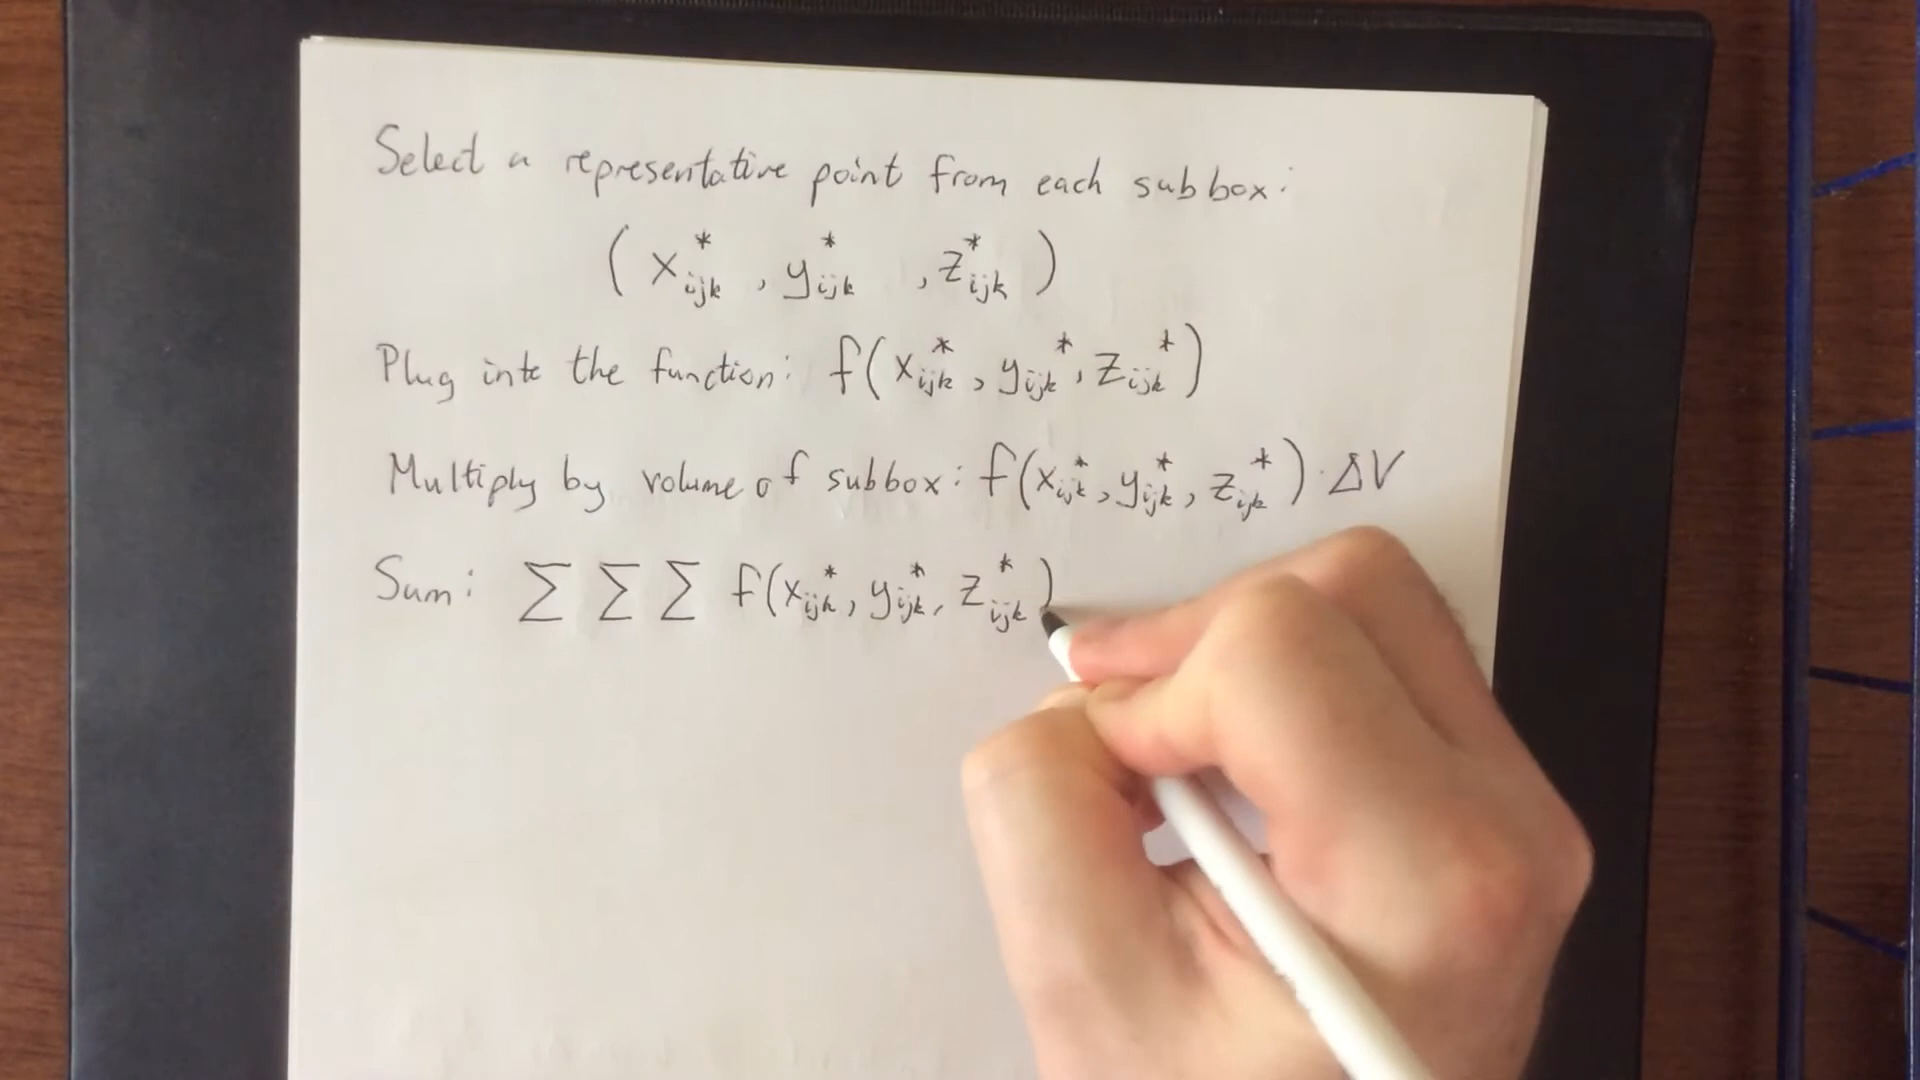 Select a representative point from each subbox:
( x*ijk , y*ijk , z*ijk )
Plug into the function: f(x*ijk, y*ijk, z*ijk)
Multiply by volume of subbox: f(x*ijk, y*ijk, z*ijk) · ΔV
Sum: Σ Σ Σ f(x*ijk, y*ijk, z*ijk)